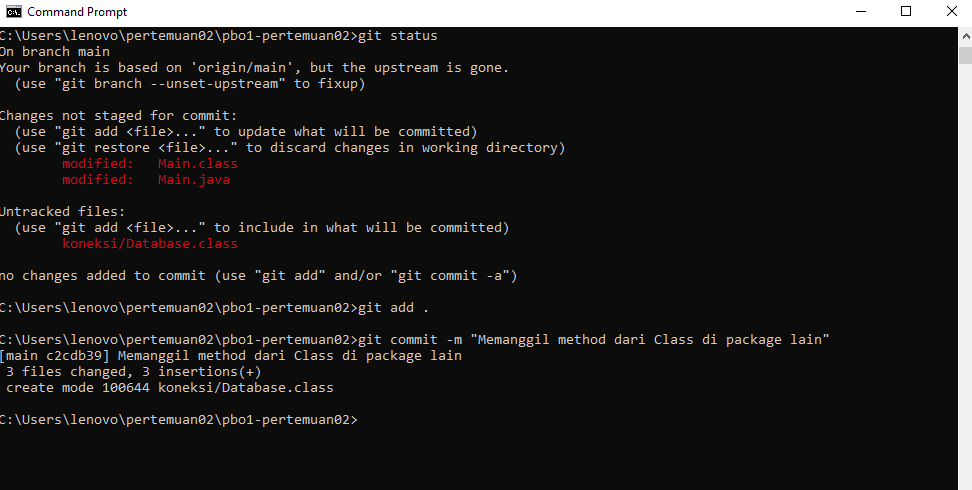 Command Prompt
C:\Users\lenovo\pertemuan02\pbo1-pertemuan02>git status
On branch main
Your branch is based on 'origin/main', but the upstream is gone.
  (use "git branch --unset-upstream" to fixup)

Changes not staged for commit:
  (use "git add <file>..." to update what will be committed)
  (use "git restore <file>..." to discard changes in working directory)
        modified:   Main.class
        modified:   Main.java

Untracked files:
  (use "git add <file>..." to include in what will be committed)
        koneksi/Database.class

no changes added to commit (use "git add" and/or "git commit -a")

C:\Users\lenovo\pertemuan02\pbo1-pertemuan02>git add .

C:\Users\lenovo\pertemuan02\pbo1-pertemuan02>git commit -m "Memanggil method dari Class di package lain"
[main c2cdb39] Memanggil method dari Class di package lain
 3 files changed, 3 insertions(+)
 create mode 100644 koneksi/Database.class

C:\Users\lenovo\pertemuan02\pbo1-pertemuan02>